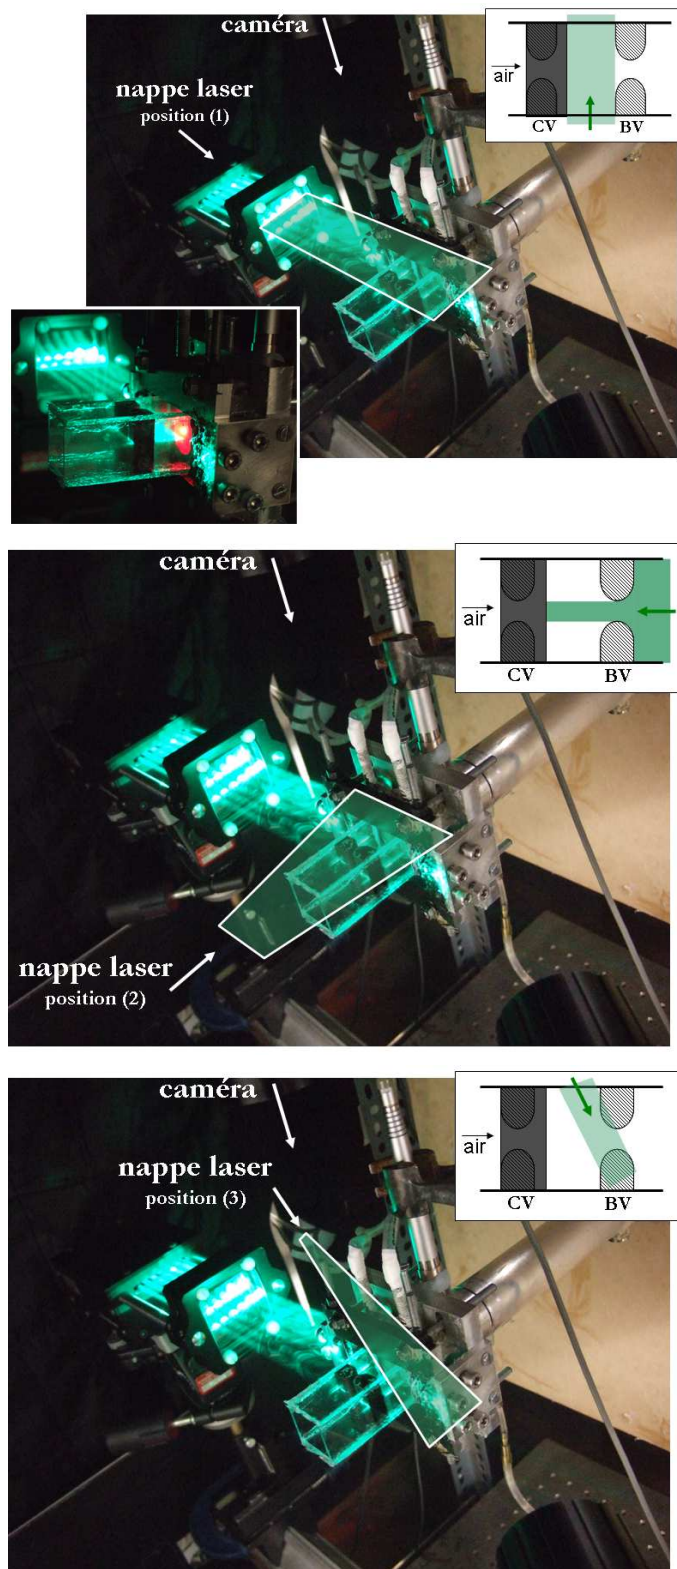 caméra
nappe laser
position (1)
air
CV BV
caméra
air
CV BV
nappe laser
position (2)
caméra
nappe laser
position (3)
air
CV BV